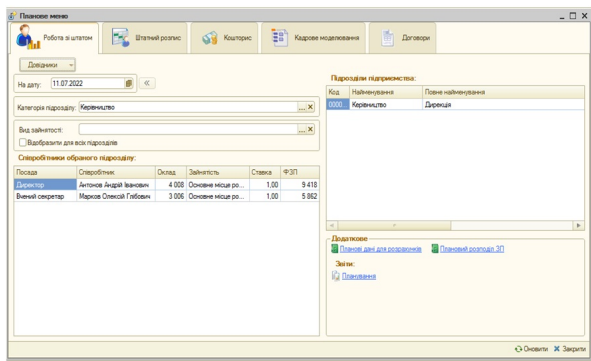 Планове меню
Робота зі штатом
Штатний розпис
Кошторис
Кадрове моделювання
Договори
Довідники
На дату: 11.07.2022
Категорія підрозділу: Керівництво ... X
Вид зайнятості: ... X
Відобразити для всіх підрозділів
Співробітники обраного підрозділу:
Посада Співробітник Оклад Зайнятість Ставка ФЗП
Директор Антонов Андрій Іванович 4 008 Основне місце ро... 1,00 9 418
Вчений секретар Марков Олексій Глібович 3 006 Основне місце ро... 1,00 5 862
Підрозділи підприємства:
Код Найменування Повне найменування
0000... Керівництво Дирекція
Додаткове
Планові дані для розрахунків Плановий розподіл ЗП
Звіти:
Планування
Оновити Закрити